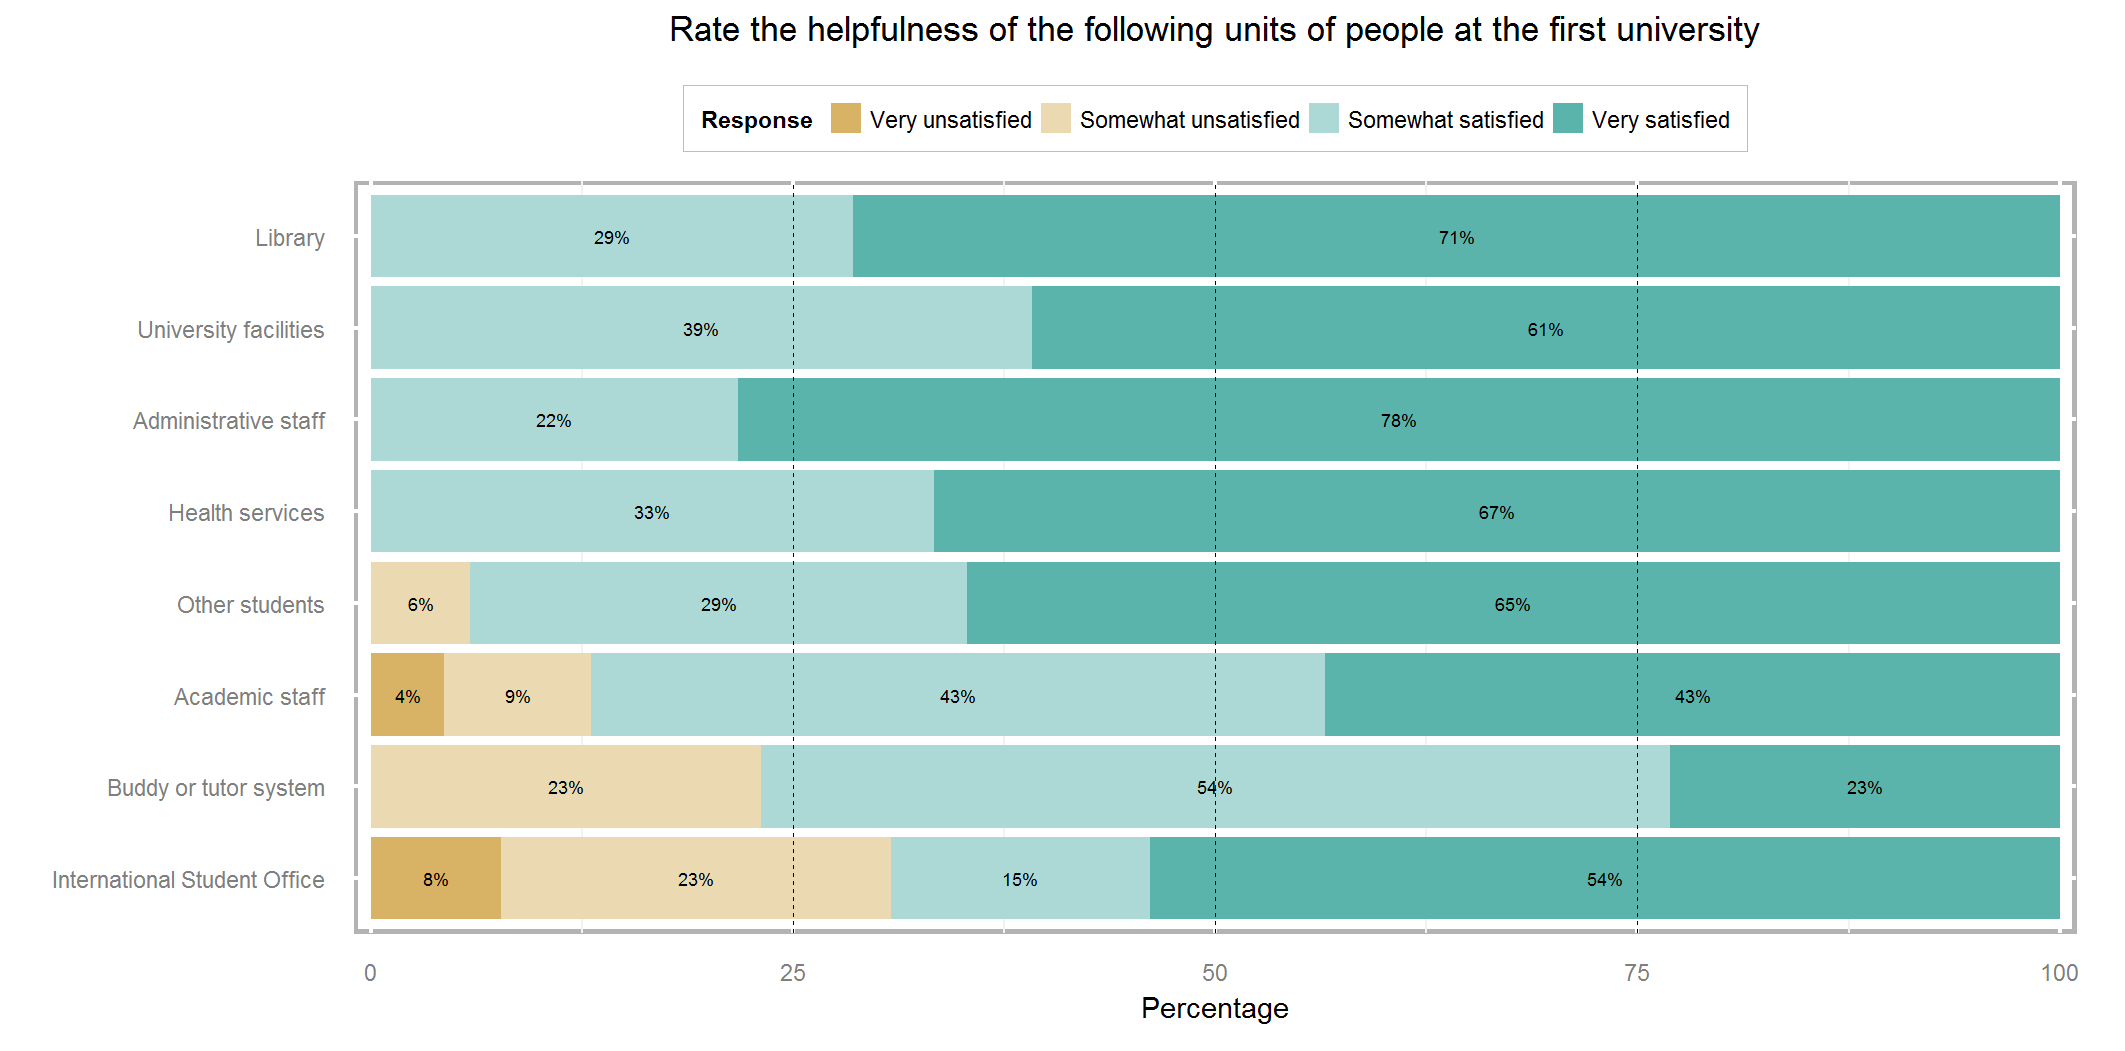 Rate the helpfulness of the following units of people at the first university
Response Very unsatisfied Somewhat unsatisfied Somewhat satisfied Very satisfied
Library 29% 71%
University facilities 39% 61%
Administrative staff 22% 78%
Health services 33% 67%
Other students 6% 29% 65%
Academic staff 4% 9% 43% 43%
Buddy or tutor system 23% 54% 23%
International Student Office 8% 23% 15% 54%
0 25 50 75 100
Percentage